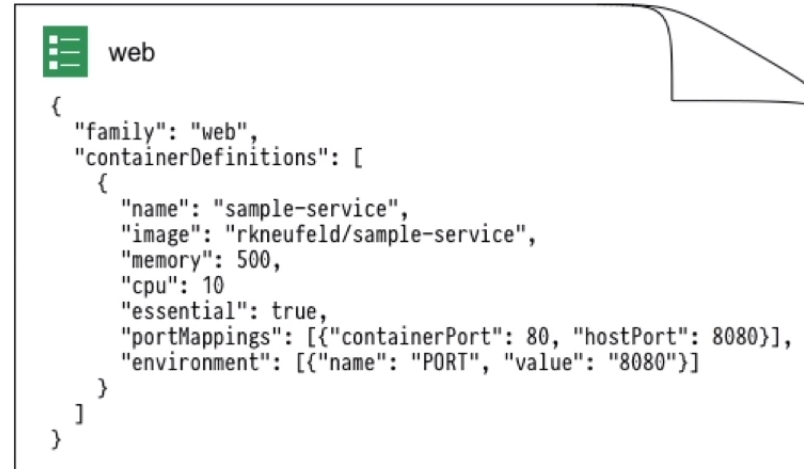 web
{
  "family": "web",
  "containerDefinitions": [
    {
      "name": "sample-service",
      "image": "rkneufeld/sample-service",
      "memory": 500,
      "cpu": 10
      "essential": true,
      "portMappings": [{"containerPort": 80, "hostPort": 8080}],
      "environment": [{"name": "PORT", "value": "8080"}]
    }
  ]
}